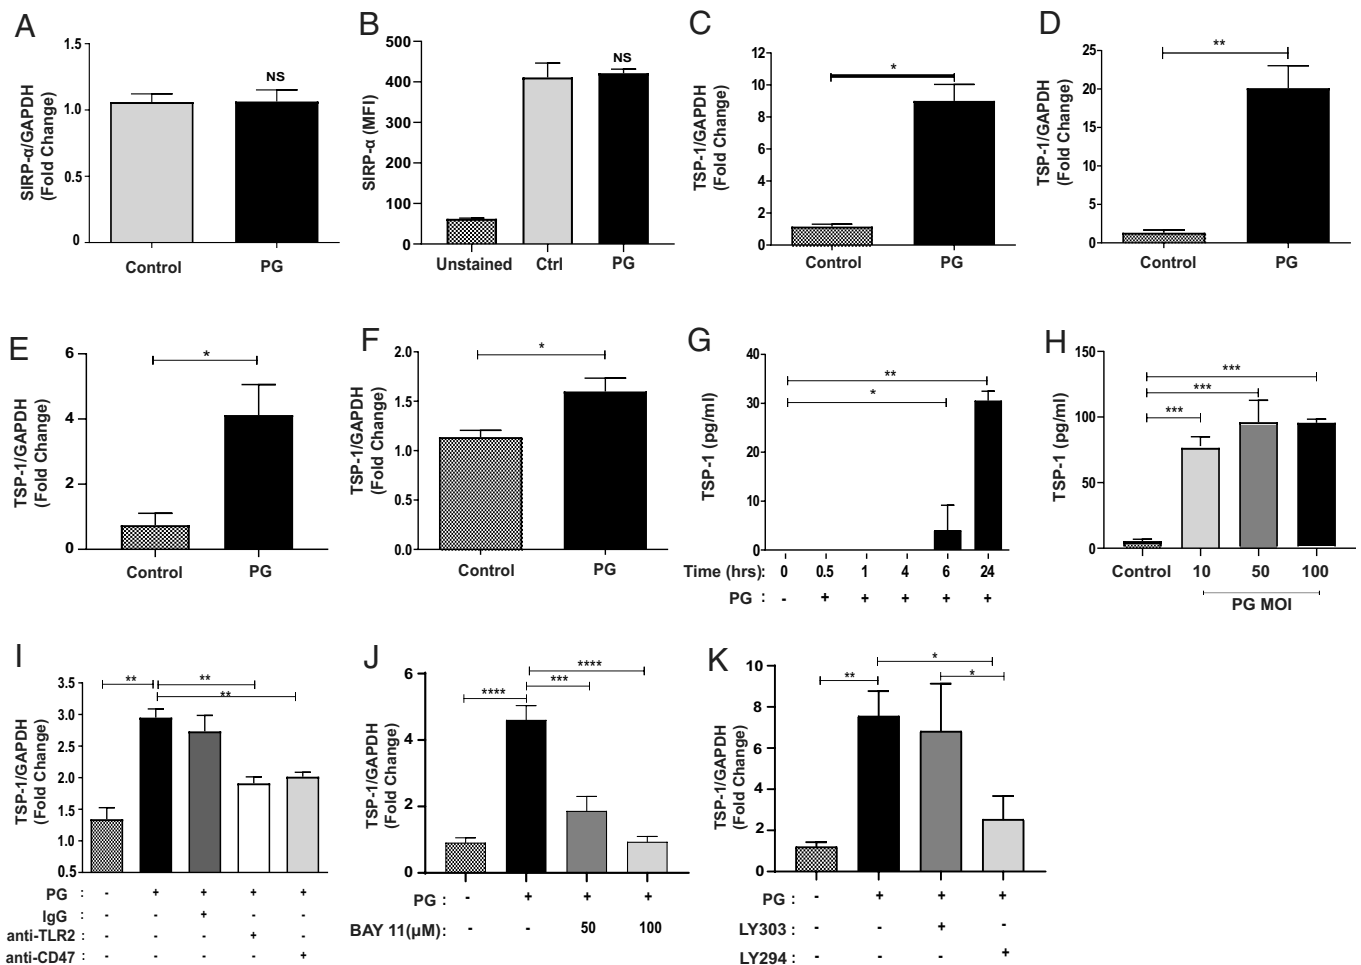 A
SIRP-α/GAPDH
(Fold Change)
1.5
1.0
0.5
0
NS
Control PG
B
SIRP-α (MFI)
500
400
300
200
100
0
NS
Unstained Ctrl PG
C
TSP-1/GAPDH
(Fold Change)
12
10
8
6
4
2
0
*
Control PG
D
TSP-1/GAPDH
(Fold Change)
25
20
15
10
5
0
**
Control PG
E
TSP-1/GAPDH
(Fold Change)
6
4
2
0
*
Control PG
F
TSP-1/GAPDH
(Fold Change)
2.0
1.5
1.0
0.5
0.0
*
Control PG
G
TSP-1 (pg/ml)
40
30
20
10
0
**
*
Time (hrs): 0 0.5 1 4 6 24
PG : - + + + + +
H
TSP-1 (pg/ml)
150
100
50
0
***
***
***
Control 10 50 100
PG MOI
I
TSP-1/GAPDH
(Fold Change)
3.5
3.0
2.5
2.0
1.5
1.0
0.5
** **
**
PG : - + + + +
IgG : - - + - -
anti-TLR2 : - - - + -
anti-CD47 : - - - - +
J
TSP-1/GAPDH
(Fold Change)
6
4
2
0
****
**** ***
PG : - + + +
BAY 11(μM) : - - 50 100
K
TSP-1/GAPDH
(Fold Change)
10
8
6
4
2
0
*
** *
PG : - + + +
LY303 : - - + -
LY294 : - - - +